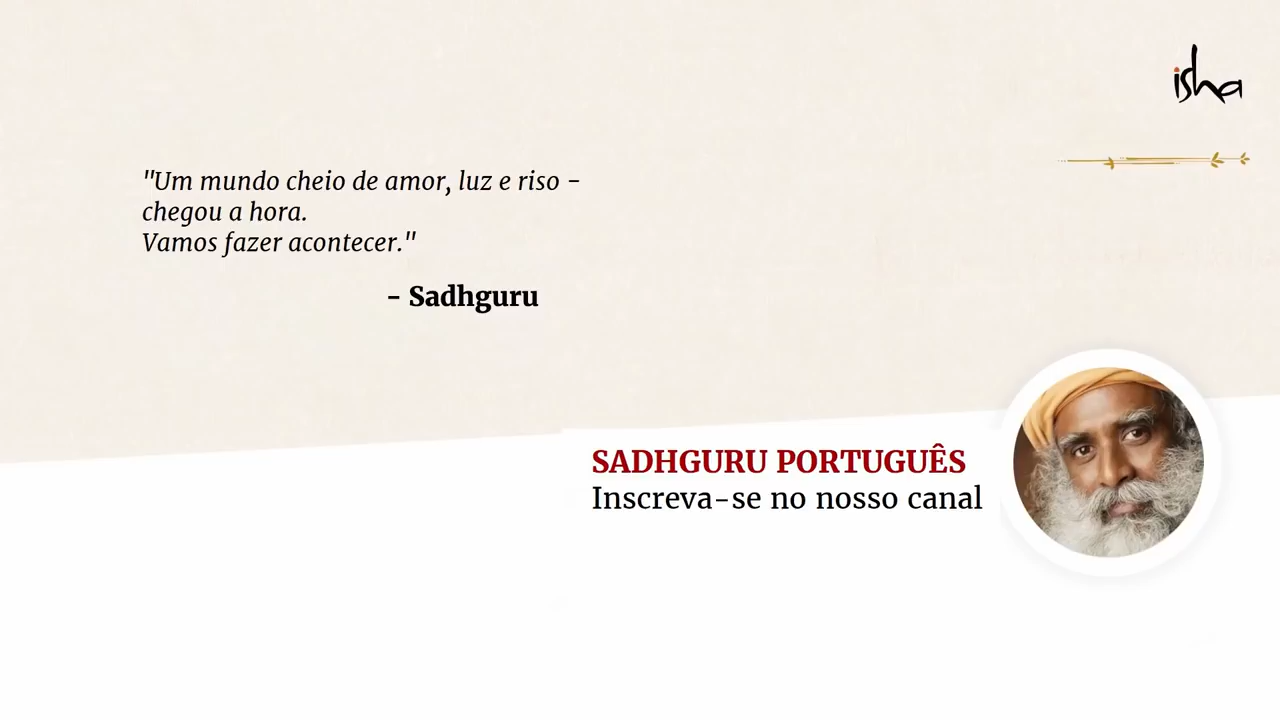 isha
"Um mundo cheio de amor, luz e riso -
chegou a hora.
Vamos fazer acontecer."
- Sadhguru
SADHGURU PORTUGUÊS
Inscreva-se no nosso canal